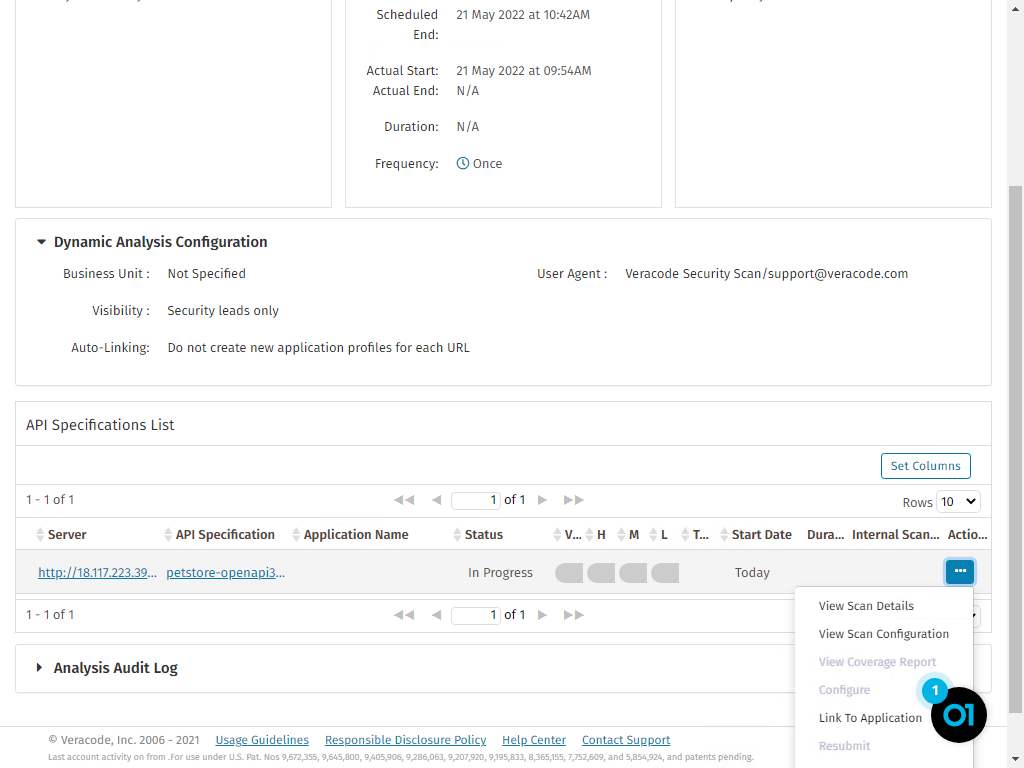 Scheduled End: 21 May 2022 at 10:42AM
Actual Start: 21 May 2022 at 09:54AM
Actual End: N/A
Duration: N/A
Frequency: Once
Dynamic Analysis Configuration
Business Unit : Not Specified User Agent : Veracode Security Scan/support@veracode.com
Visibility : Security leads only
Auto-Linking: Do not create new application profiles for each URL
API Specifications List
Set Columns
1 - 1 of 1 1 of 1 Rows 10
Server API Specification Application Name Status V... H M L T... Start Date Dura... Internal Scan... Actio...
http://18.117.223.39... petstore-openapi3... In Progress Today ...
1 - 1 of 1 1 of 1
View Scan Details
View Scan Configuration
View Coverage Report
Configure
Link To Application
Resubmit
1
01
Analysis Audit Log
© Veracode, Inc. 2006 - 2021 Usage Guidelines Responsible Disclosure Policy Help Center Contact Support
Last account activity on from .For use under U.S. Pat. Nos 9,672,355, 9,645,800, 9,405,906, 9,286,063, 9,207,920, 9,195,833, 8,365,155, 7,752,609, and 5,854,924, and patents pending.